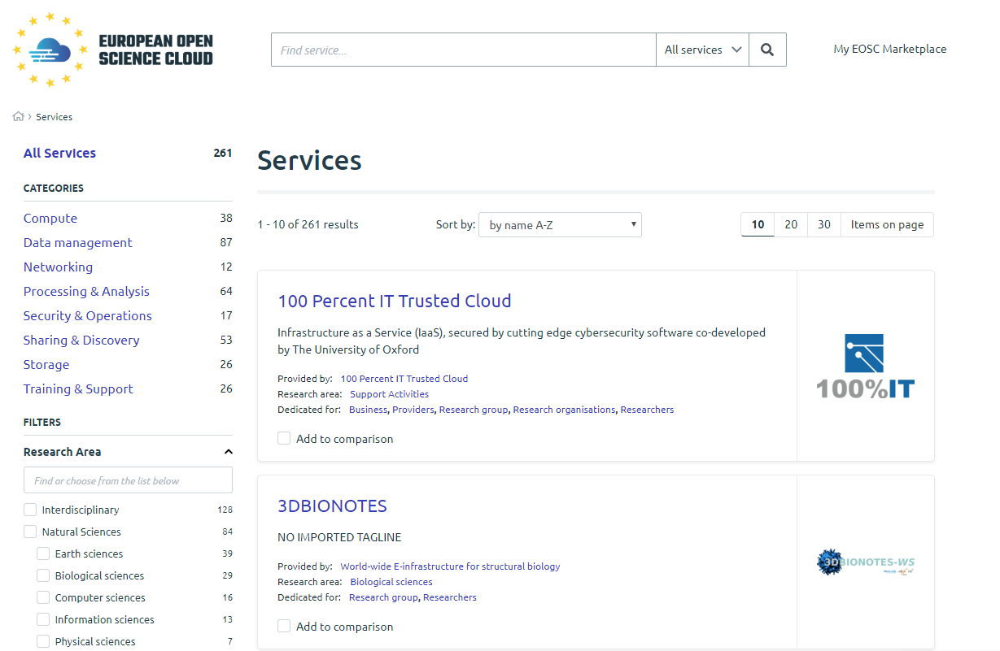 EUROPEAN OPEN
SCIENCE CLOUD
Find service...
All services
My EOSC Marketplace
Services
All Services 261
CATEGORIES
Compute 38
Data management 87
Networking 12
Processing & Analysis 64
Security & Operations 17
Sharing & Discovery 53
Storage 26
Training & Support 26
FILTERS
Research Area
Find or choose from the list below
Interdisciplinary 128
Natural Sciences 84
Earth sciences 39
Biological sciences 29
Computer sciences 16
Information sciences 13
Physical sciences 7
Services
1 - 10 of 261 results
Sort by: by name A-Z
10 20 30 Items on page
100 Percent IT Trusted Cloud
Infrastructure as a Service (IaaS), secured by cutting edge cybersecurity software co-developed
by The University of Oxford
Provided by: 100 Percent IT Trusted Cloud
Research area: Support Activities
Dedicated for: Business, Providers, Research group, Research organisations, Researchers
Add to comparison
100%IT
3DBIONOTES
NO IMPORTED TAGLINE
Provided by: World-wide E-infrastructure for structural biology
Research area: Biological sciences
Dedicated for: Research group, Researchers
Add to comparison
3DBIONOTES-WS